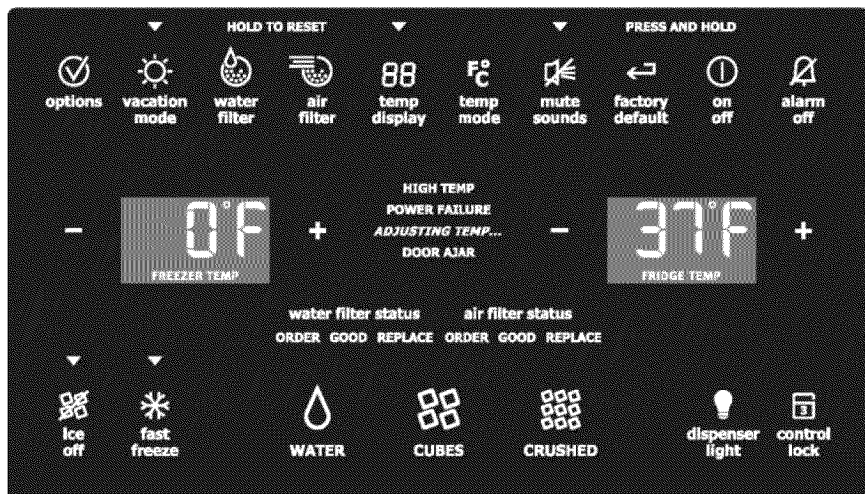 HOLD TO RESET PRESS AND HOLD
88 F°C
options vacation mode water filter air filter temp display temp mode mute sounds factory default on off alarm off
HIGH TEMP
POWER FAILURE
ADJUSTING TEMP...
DOOR AJAR
- 0°F + - 37°F +
FREEZER TEMP FRIDGE TEMP
water filter status air filter status
ORDER GOOD REPLACE ORDER GOOD REPLACE
3
ice off fast freeze WATER CUBES CRUSHED dispenser light control lock